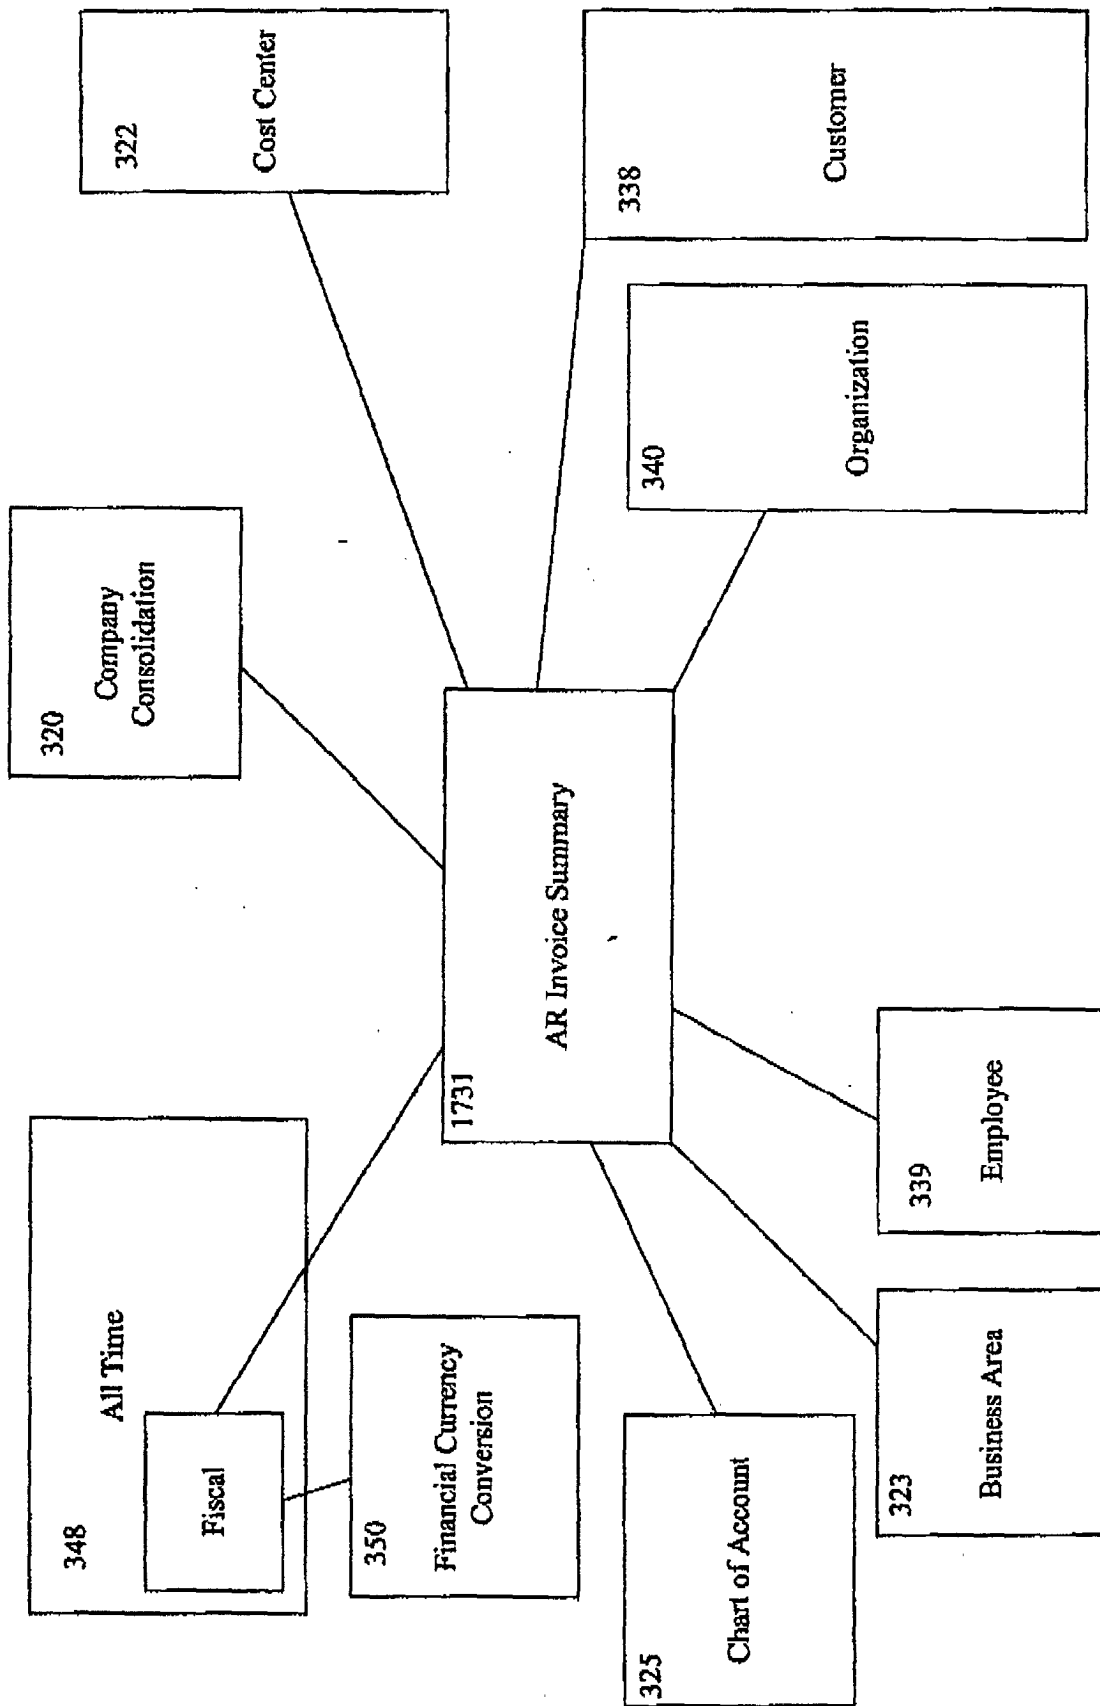 348
All Time
Fiscal
350
Financial Currency
Conversion
325
Chart of Account
323
Business Area
339
Employee
1731
AR Invoice Summary
320
Company
Consolidation
322
Cost Center
340
Organization
338
Customer